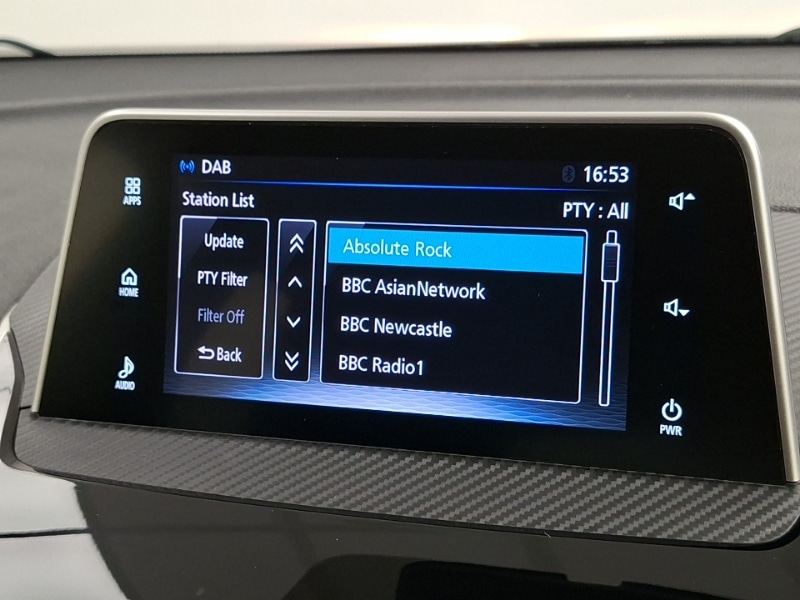 DAB
16:53
Station List
PTY : All
APPS
HOME
AUDIO
Update
PTY Filter
Filter Off
Back
Absolute Rock
BBC AsianNetwork
BBC Newcastle
BBC Radio1
PWR